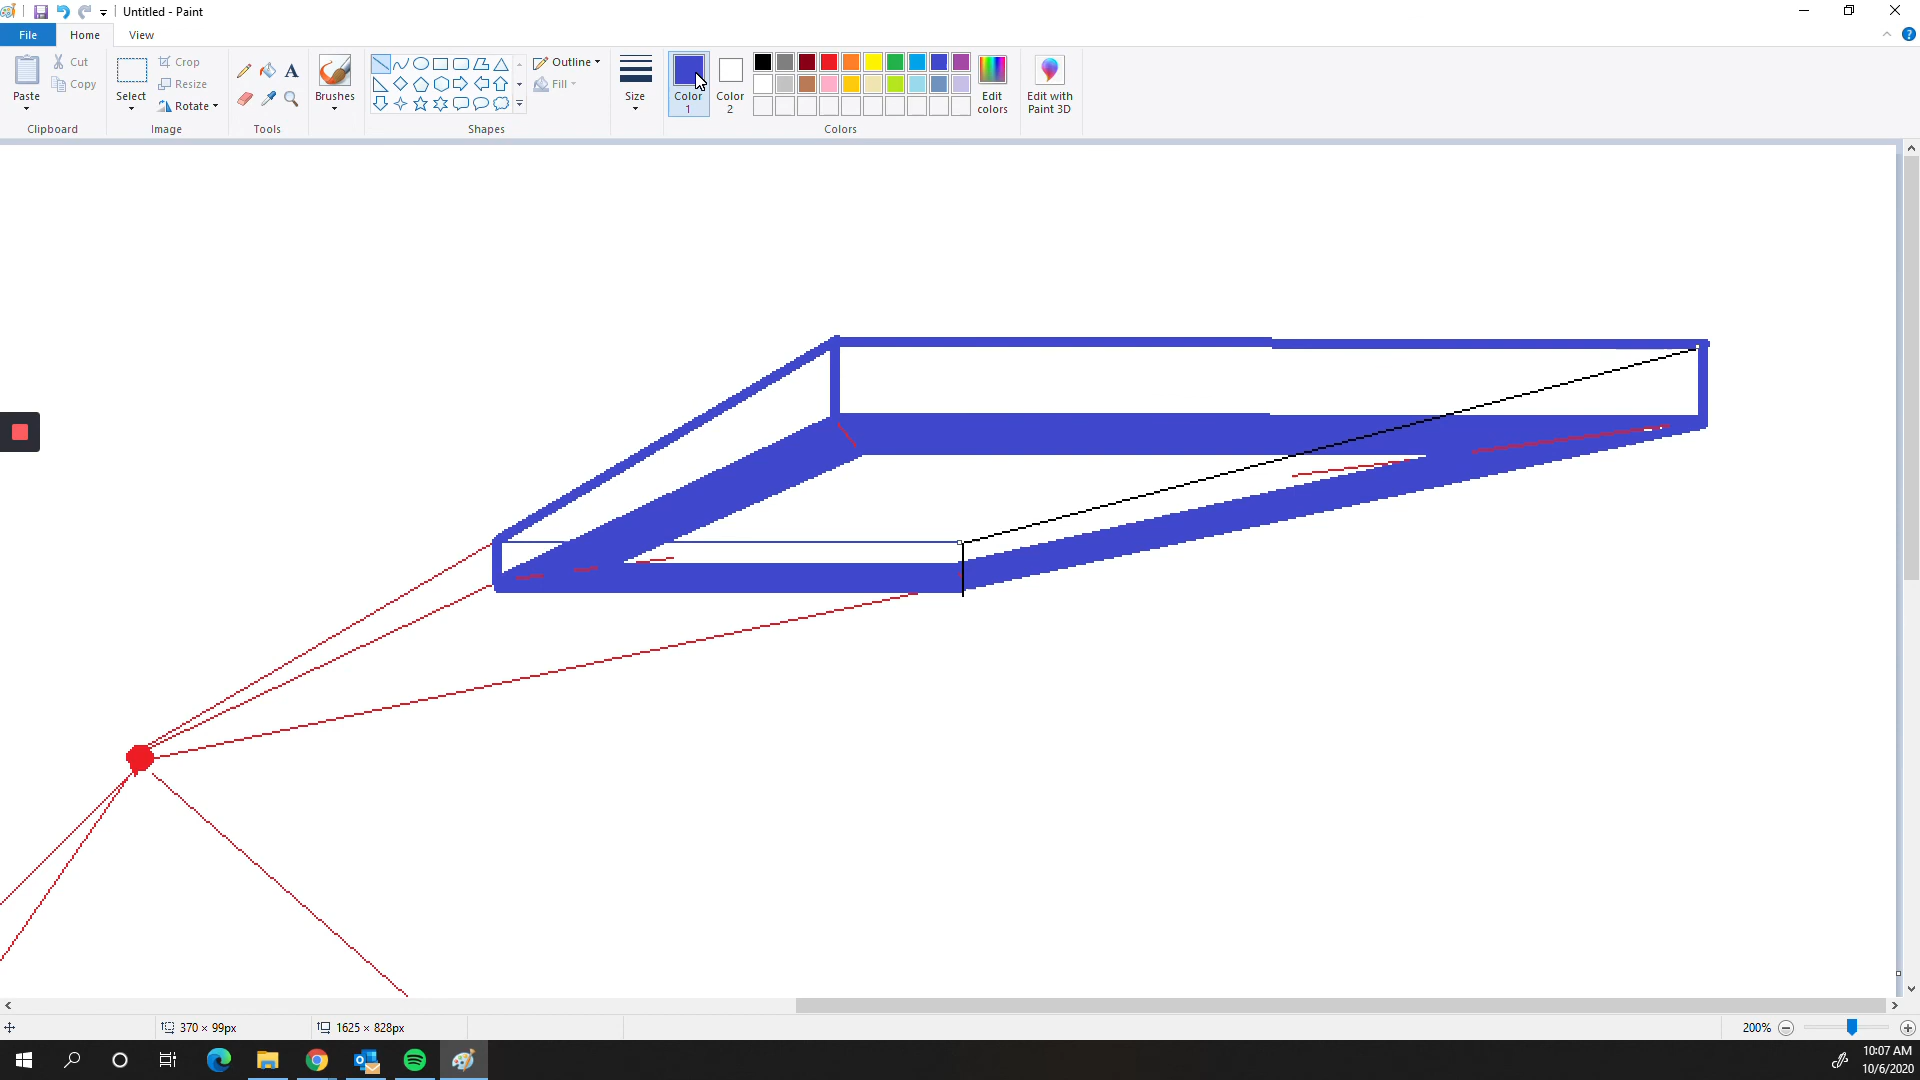 Untitled - Paint
File Home View
Paste
Cut
Copy
Clipboard
Select
Crop
Resize
Rotate
Image
Tools
Brushes
Shapes
Outline
Fill
Size
Color 1
Color 2
Edit colors
Colors
Edit with Paint 3D
370 × 99px
1625 × 828px
200%
10:07 AM
10/6/2020